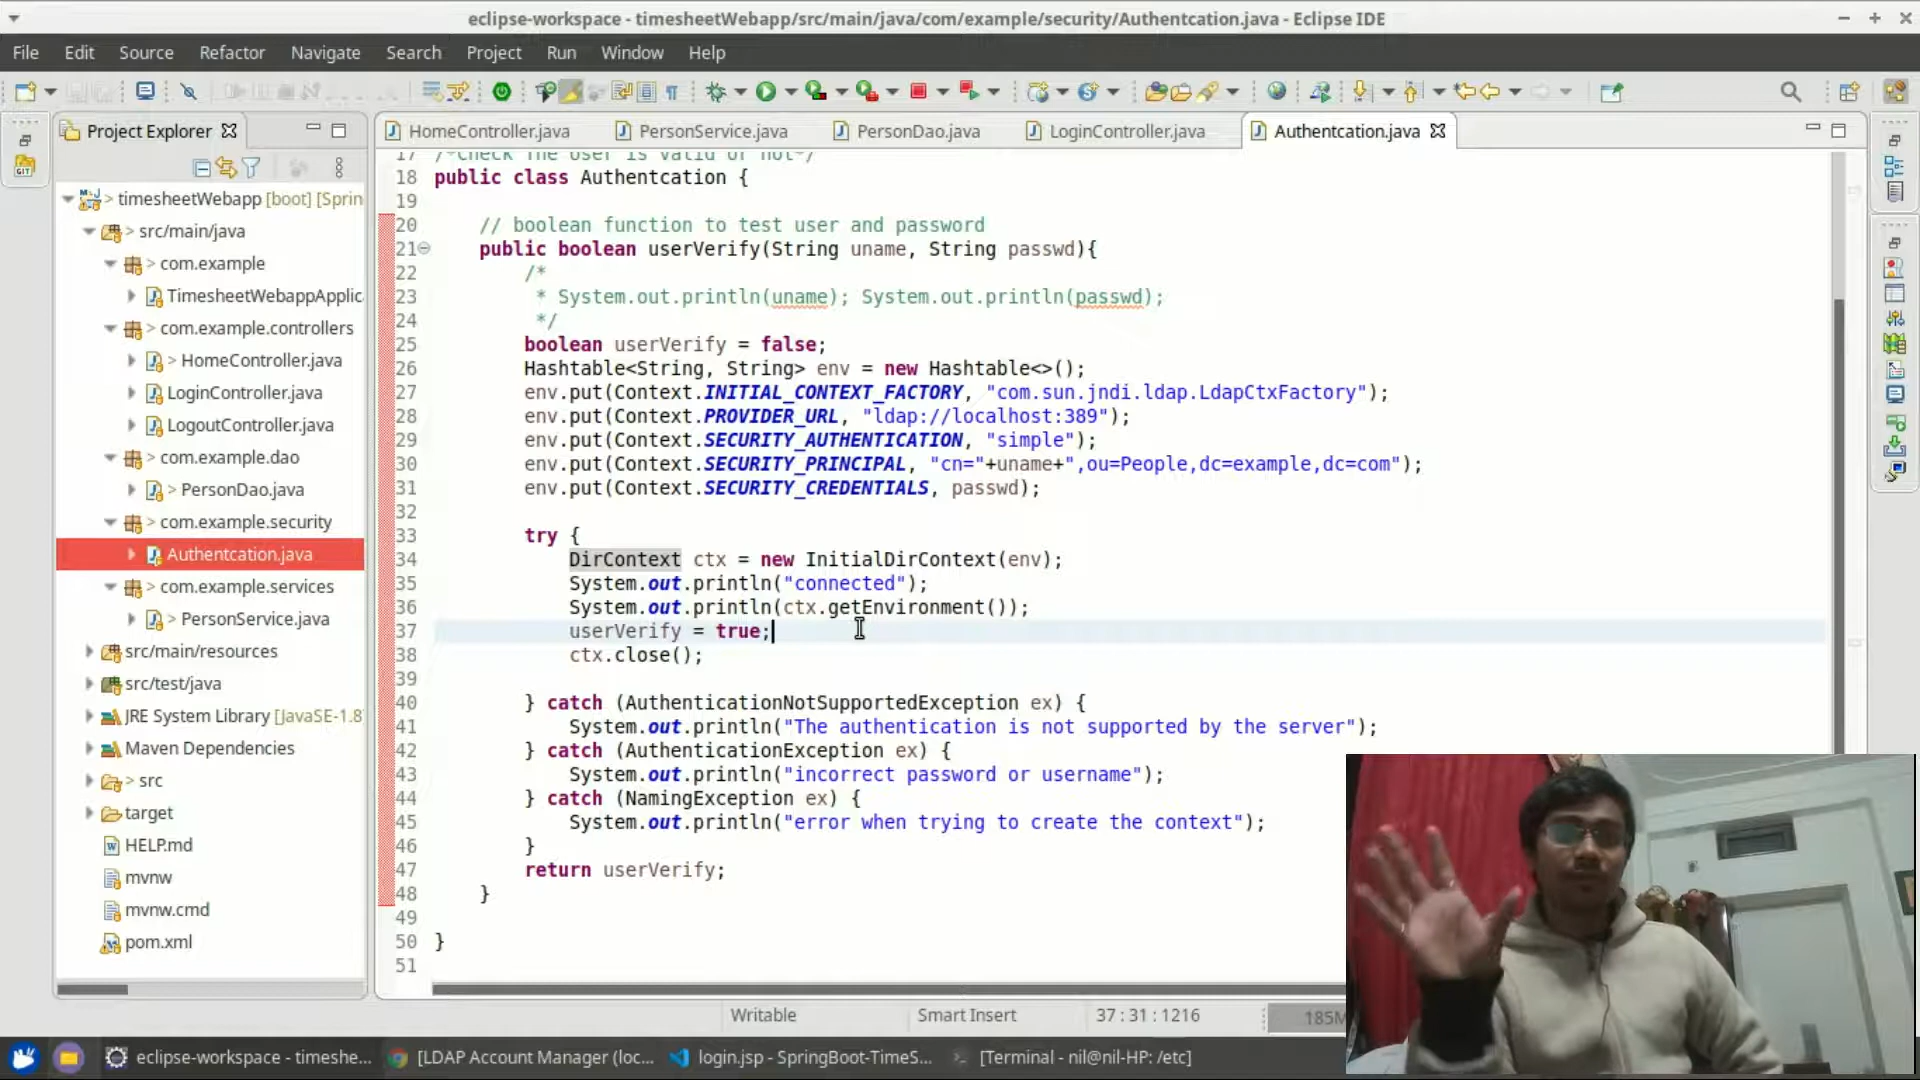 eclipse-workspace - timesheetWebapp/src/main/java/com/example/security/Authentcation.java - Eclipse IDE
File Edit Source Refactor Navigate Search Project Run Window Help
Project Explorer
HomeController.java PersonService.java PersonDao.java LoginController.java Authentcation.java
timesheetWebapp [boot] [Sprin
> src/main/java
> com.example
TimesheetWebappApplic
> com.example.controllers
> HomeController.java
LoginController.java
LogoutController.java
> com.example.dao
> PersonDao.java
> com.example.security
Authentcation.java
> com.example.services
> PersonService.java
src/main/resources
src/test/java
JRE System Library [JavaSE-1.8
Maven Dependencies
> src
target
HELP.md
mvnw
mvnw.cmd
pom.xml
17 /*check the user is valid or not*/
18 public class Authentcation {
19
20 // boolean function to test user and password
21 public boolean userVerify(String uname, String passwd){
22 /*
23 * System.out.println(uname); System.out.println(passwd);
24 */
25 boolean userVerify = false;
26 Hashtable<String, String> env = new Hashtable<>();
27 env.put(Context.INITIAL_CONTEXT_FACTORY, "com.sun.jndi.ldap.LdapCtxFactory");
28 env.put(Context.PROVIDER_URL, "ldap://localhost:389");
29 env.put(Context.SECURITY_AUTHENTICATION, "simple");
30 env.put(Context.SECURITY_PRINCIPAL, "cn="+uname+",ou=People,dc=example,dc=com");
31 env.put(Context.SECURITY_CREDENTIALS, passwd);
32
33 try {
34 DirContext ctx = new InitialDirContext(env);
35 System.out.println("connected");
36 System.out.println(ctx.getEnvironment());
37 userVerify = true;
38 ctx.close();
39
40 } catch (AuthenticationNotSupportedException ex) {
41 System.out.println("The authentication is not supported by the server");
42 } catch (AuthenticationException ex) {
43 System.out.println("incorrect password or username");
44 } catch (NamingException ex) {
45 System.out.println("error when trying to create the context");
46 }
47 return userVerify;
48 }
49
50 }
51
Writable Smart Insert 37 : 31 : 1216 185M
eclipse-workspace - timeshe... [LDAP Account Manager (loc... login.jsp - SpringBoot-TimeS... [Terminal - nil@nil-HP: /etc]